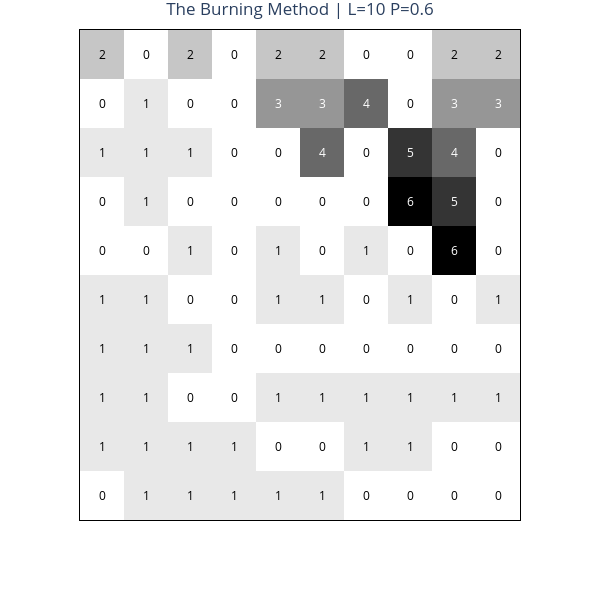 The Burning Method | L=10 P=0.6
2 0 2 0 2 2 0 0 2 2
0 1 0 0 3 3 4 0 3 3
1 1 1 0 0 4 0 5 4 0
0 1 0 0 0 0 0 6 5 0
0 0 1 0 1 0 1 0 6 0
1 1 0 0 1 1 0 1 0 1
1 1 1 0 0 0 0 0 0 0
1 1 0 0 1 1 1 1 1 1
1 1 1 1 0 0 1 1 0 0
0 1 1 1 1 1 0 0 0 0